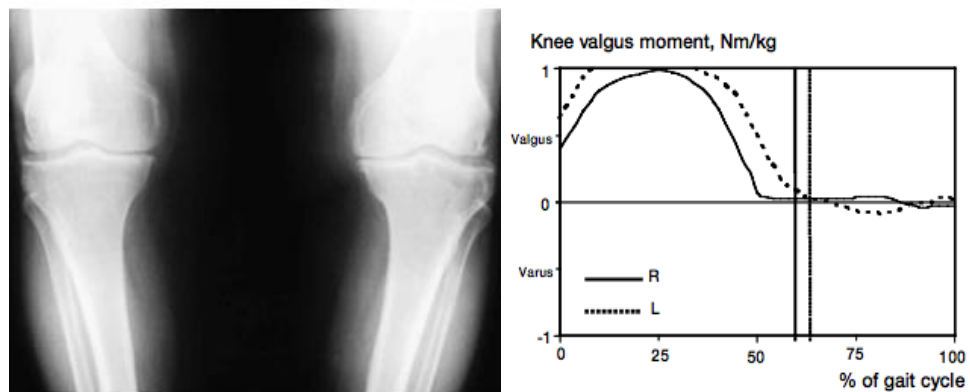 Knee valgus moment, Nm/kg
1
Valgus
0
Varus
R
L
-1
0 25 50 75 100
% of gait cycle